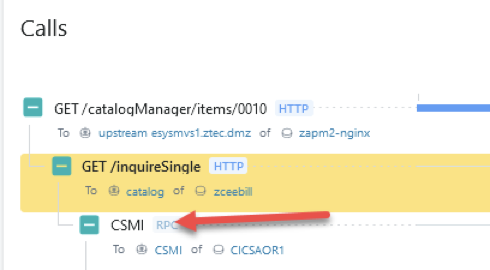 Calls
GET /catalogManager/items/0010 HTTP
To upstream esysmvs1.ztec.dmz of zapm2-nginx
GET /inquireSingle HTTP
To catalog of zceebill
CSMI
To CSMI of CICSAOR1